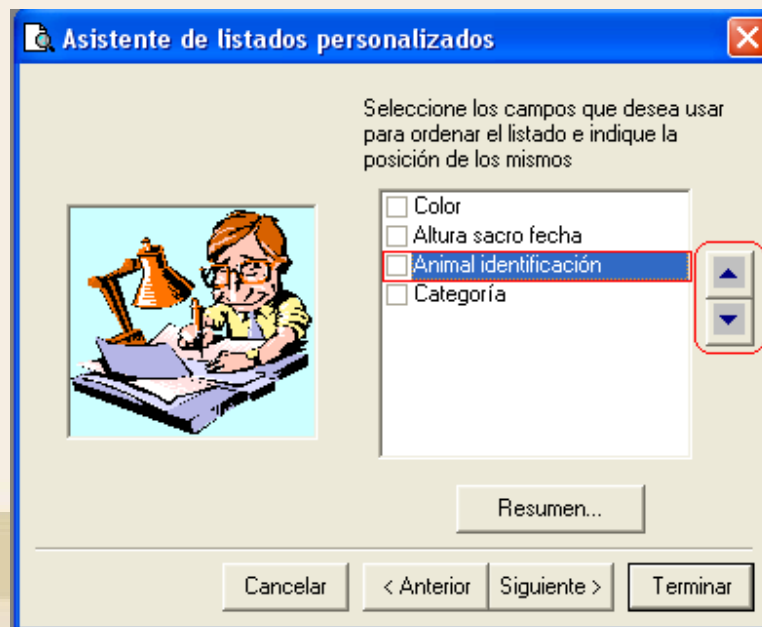 Asistente de listados personalizados
Seleccione los campos que desea usar
para ordenar el listado e indique la
posición de los mismos
Color
Altura sacro fecha
Animal identificación
Categoría
Resumen...
Cancelar
< Anterior
Siguiente >
Terminar